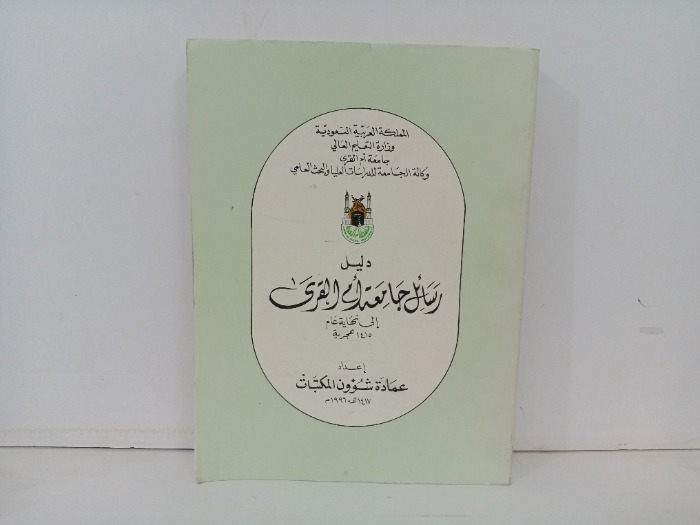 المملكة العربية السعودية
وزارة التعليم العالي
جامعة أم القرى
وكالة الجامعة للدراسات العليا والبحث العلمي
دليل
رسائل جامعة أم القرى
إلى نهاية عام
١٤١٥ هجرية
إعداد
عمادة شؤون المكتبات
١٤١٧هـ - ١٩٩٦م